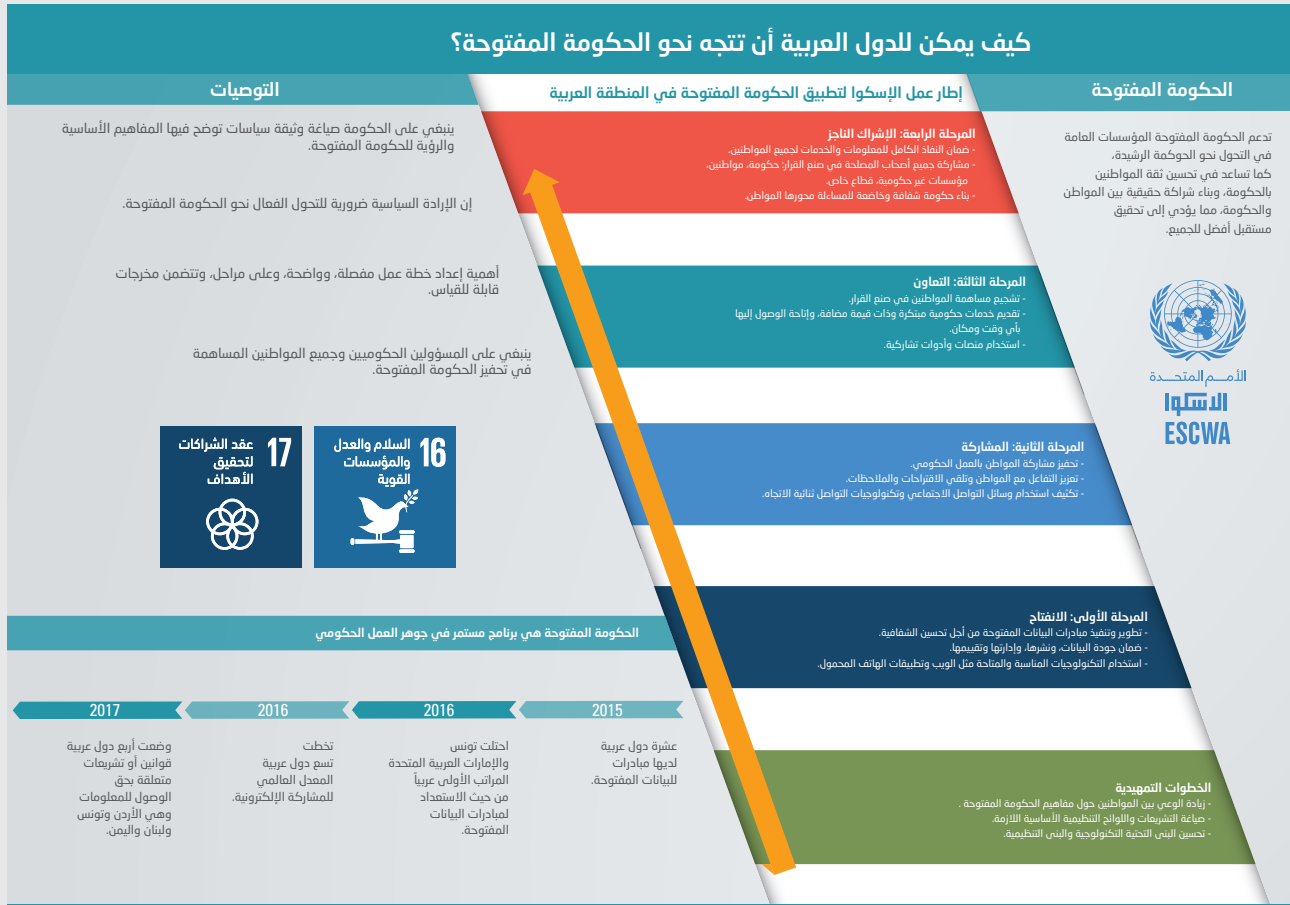 كيف يمكن للدول العربية أن تتجه نحو الحكومة المفتوحة؟
الحكومة المفتوحة
تدعم الحكومة المفتوحة المؤسسات العامة
في التحول نحو الحوكمة الرشيدة،
كما تساعد في تحسين ثقة المواطنين
بالحكومة، وبناء شراكة حقيقية بين المواطن
والحكومة، مما يؤدي إلى تحقيق
مستقبل أفضل للجميع.
الأمم المتحدة
الاسكوا
ESCWA
إطار عمل الإسكوا لتطبيق الحكومة المفتوحة في المنطقة العربية
المرحلة الرابعة: الإشراك الناجز
- ضمان النفاذ الكامل للمعلومات والخدمات لجميع المواطنين.
- مشاركة جميع أصحاب المصلحة في صنع القرار: حكومة، مواطنين،
مؤسسات غير حكومية، قطاع خاص.
- بناء حكومة شفافة وخاضعة للمساءلة محورها المواطن.
المرحلة الثالثة: التعاون
- تشجيع مساهمة المواطنين في صنع القرار.
- تقديم خدمات حكومية مبتكرة وذات قيمة مضافة، وإتاحة الوصول إليها
بأي وقت ومكان.
- استخدام منصات وأدوات تشاركية.
المرحلة الثانية: المشاركة
- تحفيز مشاركة المواطن بالعمل الحكومي.
- تعزيز التفاعل مع المواطن وتلقي الاقتراحات والملاحظات.
- تكثيف استخدام وسائل التواصل الاجتماعي وتكنولوجيات التواصل ثنائية الاتجاه.
المرحلة الأولى: الانفتاح
- تطوير وتنفيذ مبادرات البيانات المفتوحة من أجل تحسين الشفافية.
- ضمان جودة البيانات، ونشرها، وإدارتها وتقييمها.
- استخدام التكنولوجيات المناسبة والمتاحة مثل الويب وتطبيقات الهاتف المحمول.
الخطوات التمهيدية
- زيادة الوعي بين المواطنين حول مفاهيم الحكومة المفتوحة .
- صياغة التشريعات واللوائح التنظيمية الأساسية اللازمة.
- تحسين البنى التحتية التكنولوجية والبنى التنظيمية.
التوصيات
ينبغي على الحكومة صياغة وثيقة سياسات توضح فيها المفاهيم الأساسية
والرؤية للحكومة المفتوحة.
إن الإرادة السياسية ضرورية للتحول الفعال نحو الحكومة المفتوحة.
أهمية إعداد خطة عمل مفصلة، وواضحة، وعلى مراحل، وتتضمن مخرجات
قابلة للقياس.
ينبغي على المسؤولين الحكوميين وجميع المواطنين المساهمة
في تحفيز الحكومة المفتوحة.
16 السلام والعدل
والمؤسسات
القوية
17 عقد الشراكات
لتحقيق
الأهداف
الحكومة المفتوحة هي برنامج مستمر في جوهر العمل الحكومي
2015
عشرة دول عربية
لديها مبادرات
للبيانات المفتوحة.
2016
احتلت تونس
والإمارات العربية المتحدة
المراتب الأولى عربياً
من حيث الاستعداد
لمبادرات البيانات
المفتوحة.
2016
تخطت
تسع دول عربية
المعدل العالمي
للمشاركة الإلكترونية.
2017
وضعت أربع دول عربية
قوانين أو تشريعات
متعلقة بحق
الوصول للمعلومات
وهي الأردن وتونس
ولبنان واليمن.